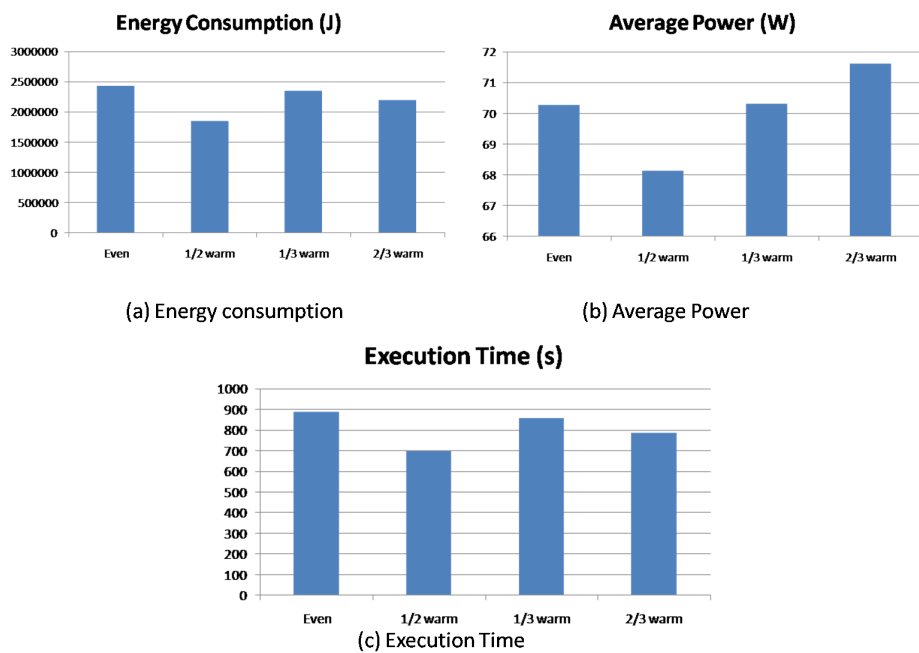 Energy Consumption (J)
3000000
2500000
2000000
1500000
1000000
500000
0
Even 1/2 warm 1/3 warm 2/3 warm
(a) Energy consumption
Average Power (W)
72
71
70
69
68
67
66
Even 1/2 warm 1/3 warm 2/3 warm
(b) Average Power
Execution Time (s)
1000
900
800
700
600
500
400
300
200
100
0
Even 1/2 warm 1/3 warm 2/3 warm
(c) Execution Time